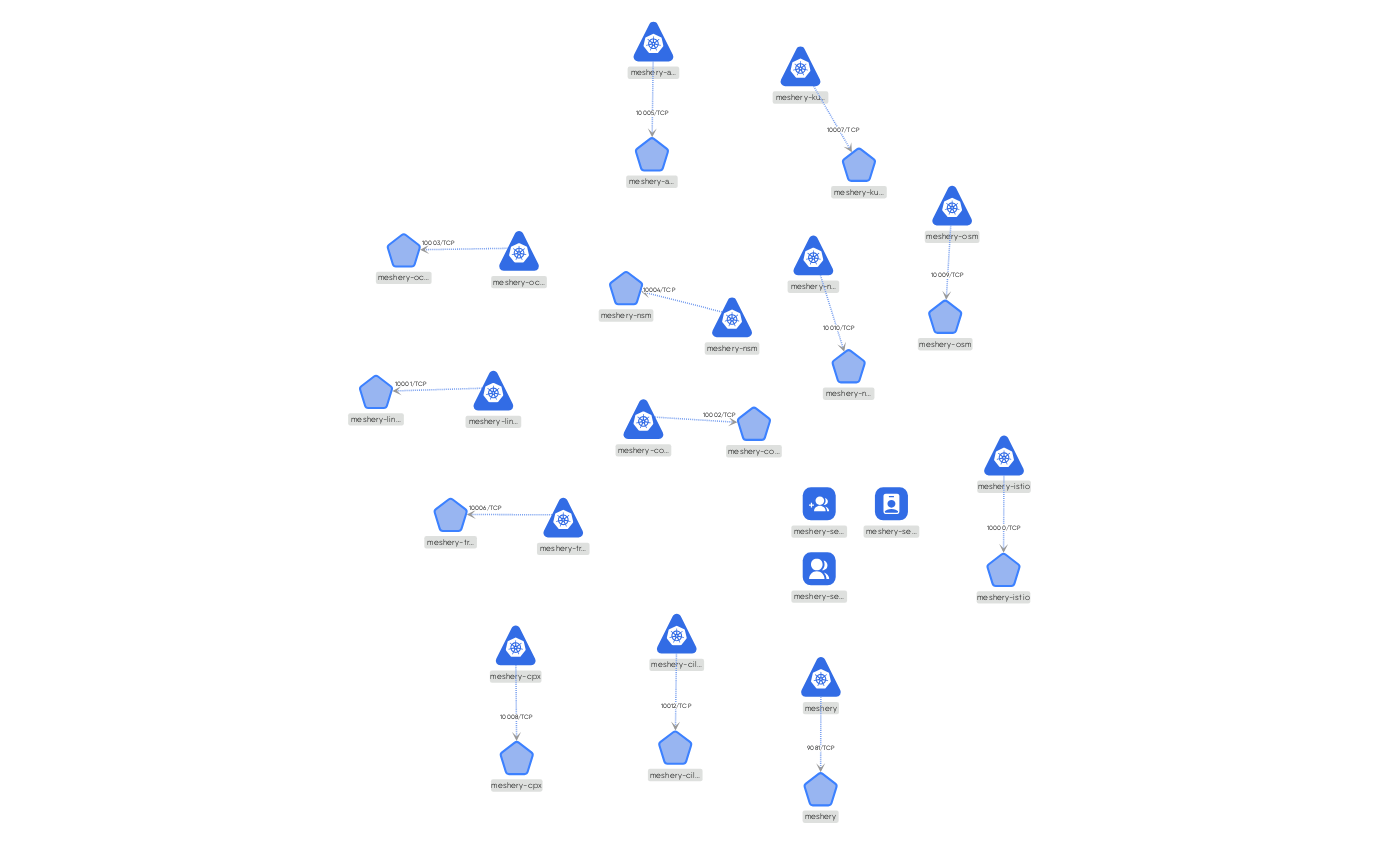 meshery-a...
10005/TCP
meshery-a...
meshery-ku...
10007/TCP
meshery-ku...
meshery-osm
10009/TCP
meshery-osm
10003/TCP
meshery-oc...
meshery-oc...
10004/TCP
meshery-nsm
meshery-nsm
meshery-n...
10010/TCP
meshery-n...
10001/TCP
meshery-lin...
meshery-lin...
10002/TCP
meshery-co...
meshery-co...
meshery-istio
10000/TCP
meshery-istio
10006/TCP
meshery-tr...
meshery-tr...
meshery-se...
meshery-se...
meshery-se...
meshery-cpx
10008/TCP
meshery-cpx
meshery-cil...
10012/TCP
meshery-cil...
meshery
9081/TCP
meshery